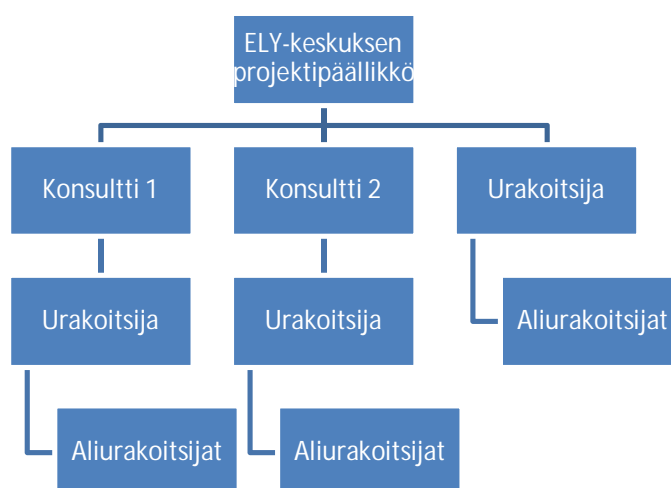 ELY-keskuksen
projektipäällikkö
Konsultti 1
Konsultti 2
Urakoitsija
Urakoitsija
Urakoitsija
Aliurakoitsijat
Aliurakoitsijat
Aliurakoitsijat